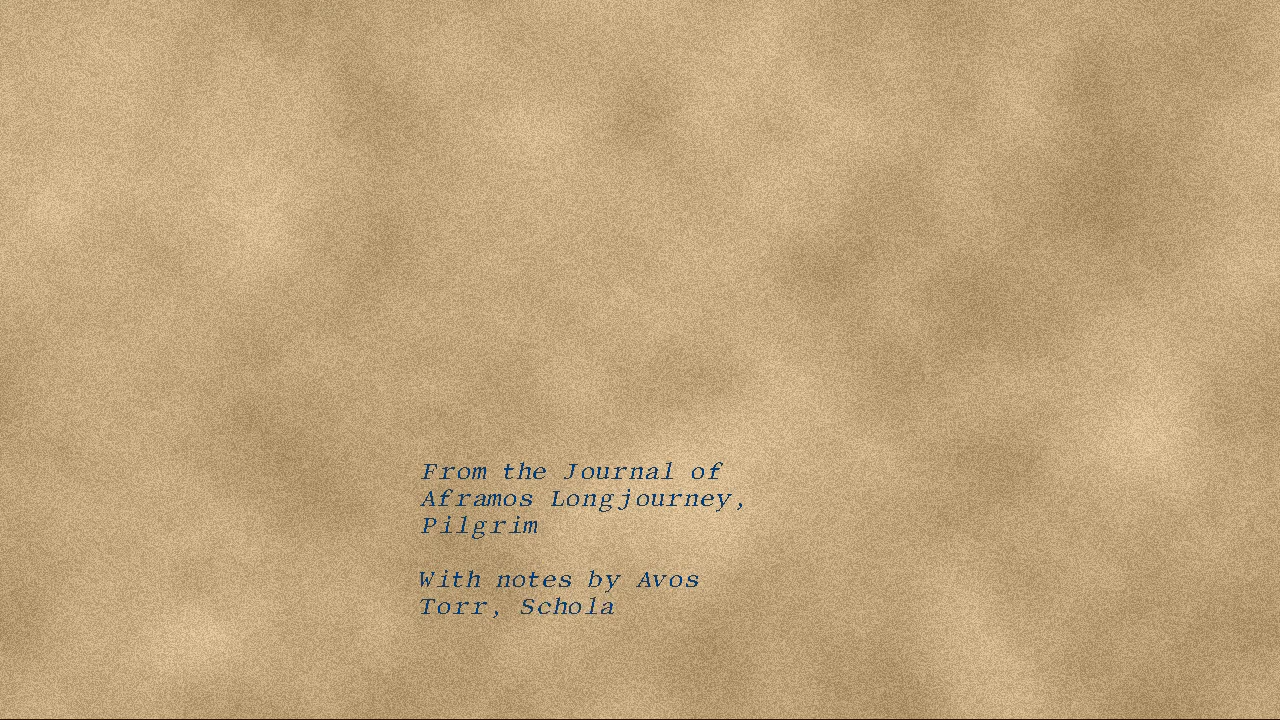 From the Journal of
Aframos Longjourney,
Pilgrim
With notes by Avos
Torr, Schola